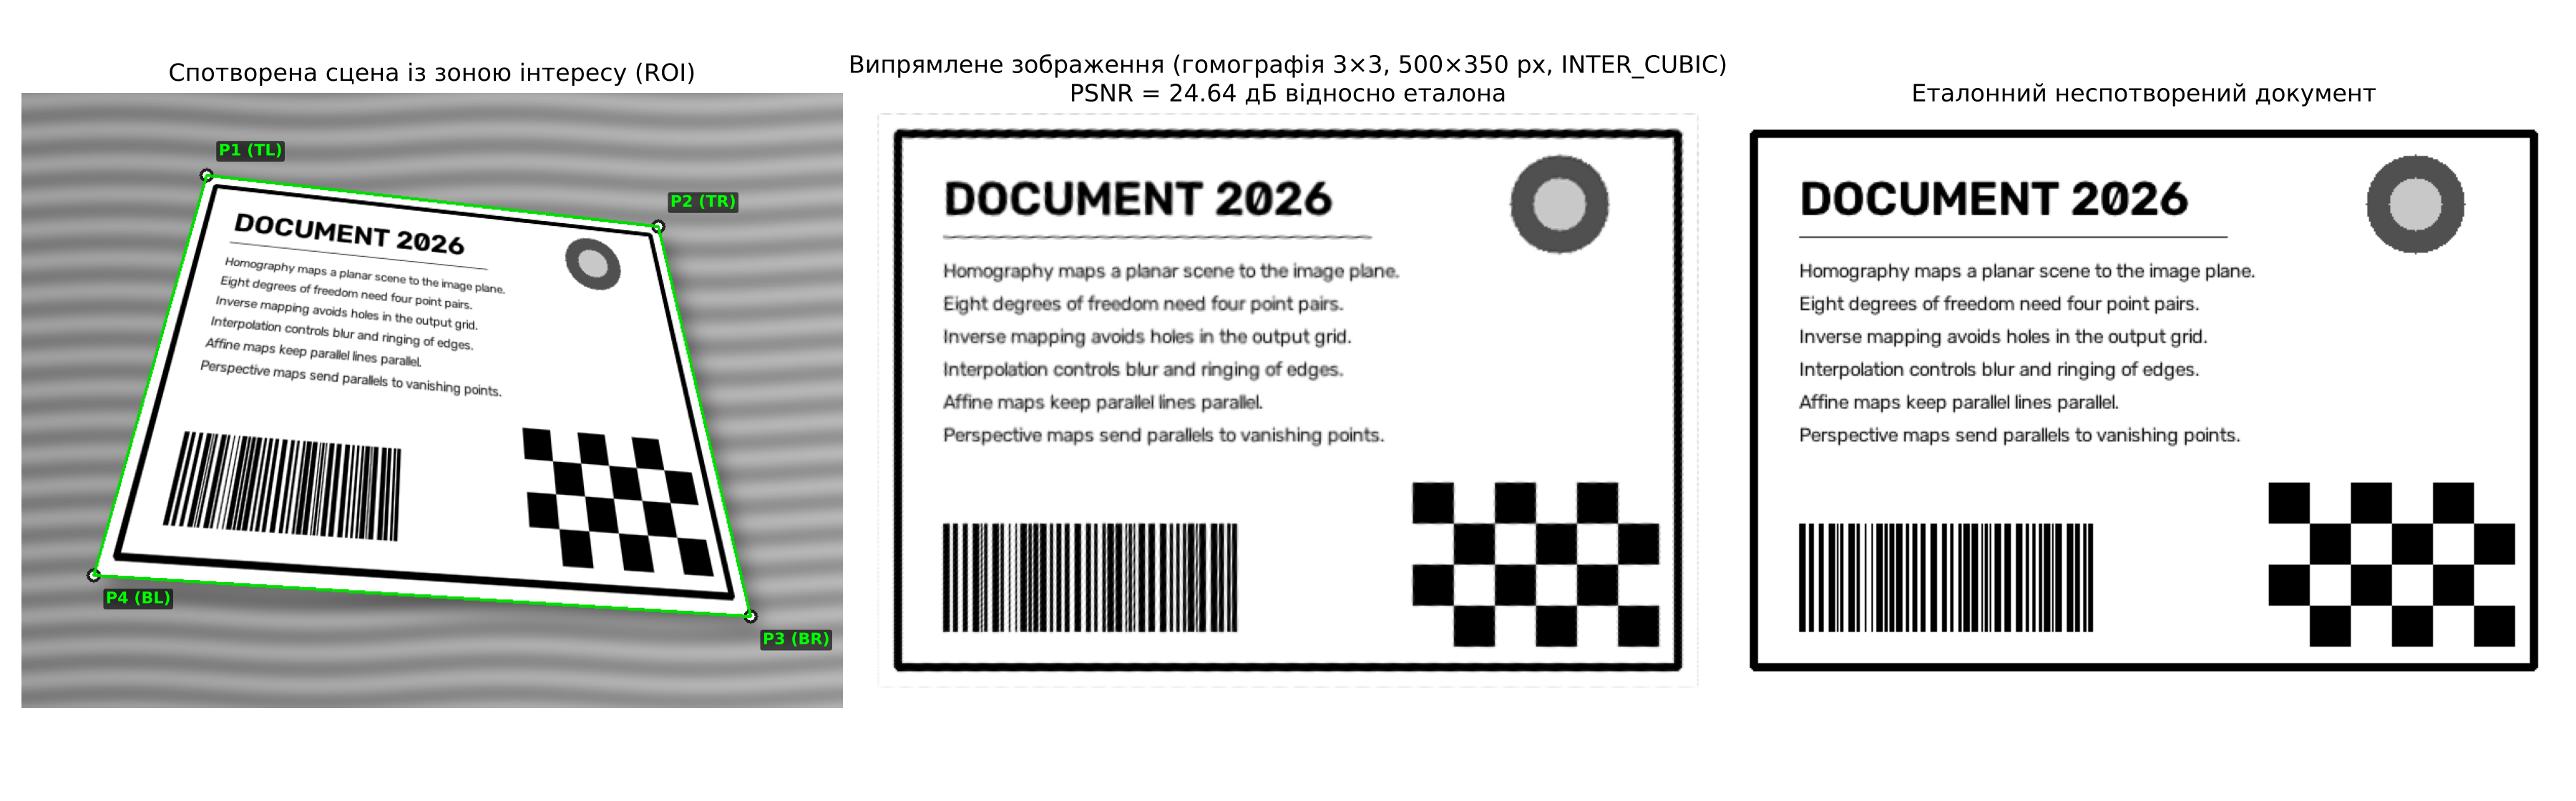 Спотворена сцена із зоною інтересу (ROI)
P1 (TL)
P2 (TR)
DOCUMENT 2026
Homography maps a planar scene to the image plane.
Eight degrees of freedom need four point pairs.
Inverse mapping avoids holes in the output grid.
Interpolation controls blur and ringing of edges.
Affine maps keep parallel lines parallel.
Perspective maps send parallels to vanishing points.
P4 (BL)
P3 (BR)
Випрямлене зображення (гомографія 3×3, 500×350 px, INTER_CUBIC)
PSNR = 24.64 дБ відносно еталона
DOCUMENT 2026
Homography maps a planar scene to the image plane.
Eight degrees of freedom need four point pairs.
Inverse mapping avoids holes in the output grid.
Interpolation controls blur and ringing of edges.
Affine maps keep parallel lines parallel.
Perspective maps send parallels to vanishing points.
Еталонний неспотворений документ
DOCUMENT 2026
Homography maps a planar scene to the image plane.
Eight degrees of freedom need four point pairs.
Inverse mapping avoids holes in the output grid.
Interpolation controls blur and ringing of edges.
Affine maps keep parallel lines parallel.
Perspective maps send parallels to vanishing points.